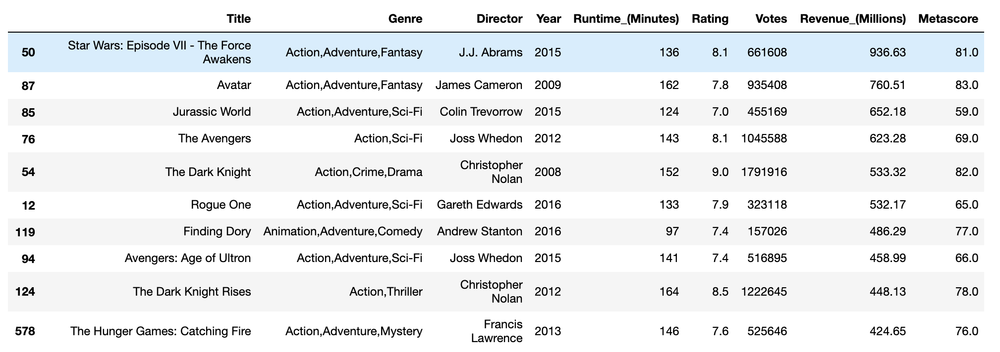 Title Genre Director Year Runtime_(Minutes) Rating Votes Revenue_(Millions) Metascore
50 Star Wars: Episode VII - The Force Awakens Action,Adventure,Fantasy J.J. Abrams 2015 136 8.1 661608 936.63 81.0
87 Avatar Action,Adventure,Fantasy James Cameron 2009 162 7.8 935408 760.51 83.0
85 Jurassic World Action,Adventure,Sci-Fi Colin Trevorrow 2015 124 7.0 455169 652.18 59.0
76 The Avengers Action,Sci-Fi Joss Whedon 2012 143 8.1 1045588 623.28 69.0
54 The Dark Knight Action,Crime,Drama Christopher Nolan 2008 152 9.0 1791916 533.32 82.0
12 Rogue One Action,Adventure,Sci-Fi Gareth Edwards 2016 133 7.9 323118 532.17 65.0
119 Finding Dory Animation,Adventure,Comedy Andrew Stanton 2016 97 7.4 157026 486.29 77.0
94 Avengers: Age of Ultron Action,Adventure,Sci-Fi Joss Whedon 2015 141 7.4 516895 458.99 66.0
124 The Dark Knight Rises Action,Thriller Christopher Nolan 2012 164 8.5 1222645 448.13 78.0
578 The Hunger Games: Catching Fire Action,Adventure,Mystery Francis Lawrence 2013 146 7.6 525646 424.65 76.0